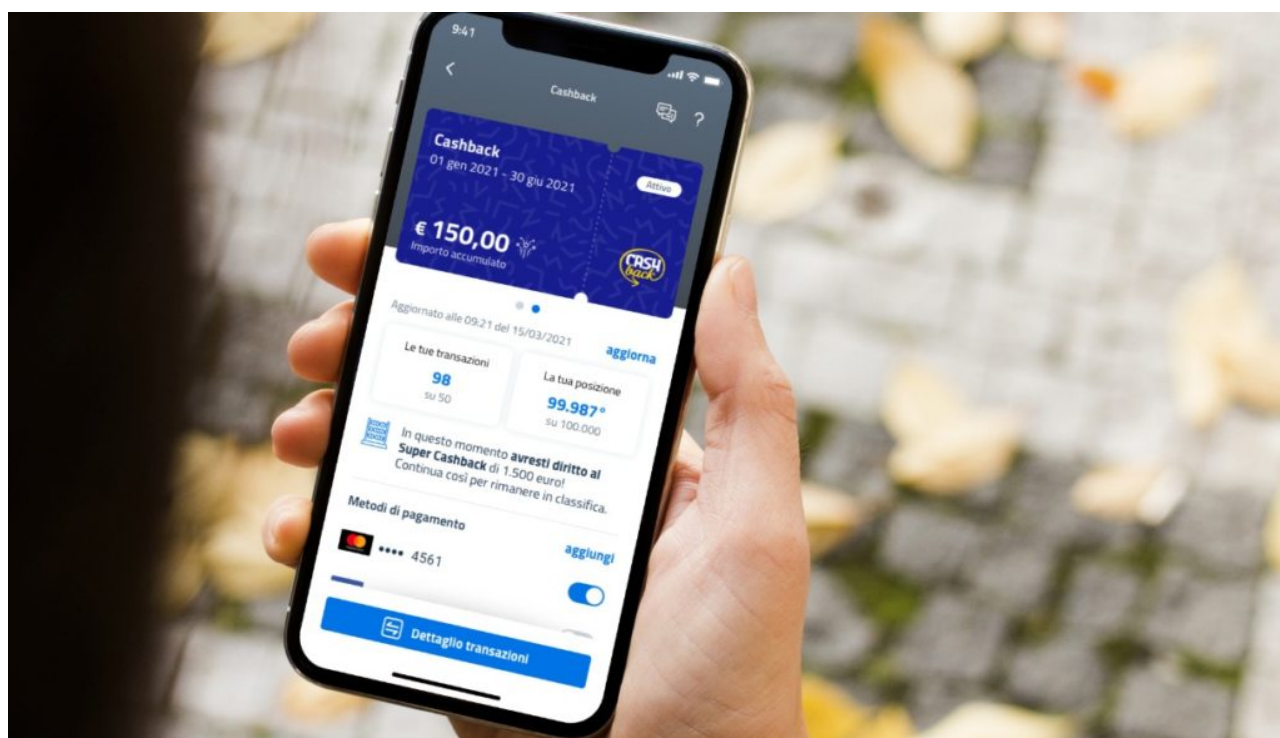 9:41
Cashback
?
Cashback
01 gen 2021 - 30 giu 2021
Attivo
€ 150,00
Importo accumulato
CASH
back
Aggiornato alle 09:21 del 15/03/2021
aggiorna
Le tue transazioni
98
su 50
La tua posizione
99.987°
su 100.000
In questo momento avresti diritto al
Super Cashback di 1.500 euro!
Continua così per rimanere in classifica.
Metodi di pagamento
aggiungi
•••• 4561
Dettaglio transazioni